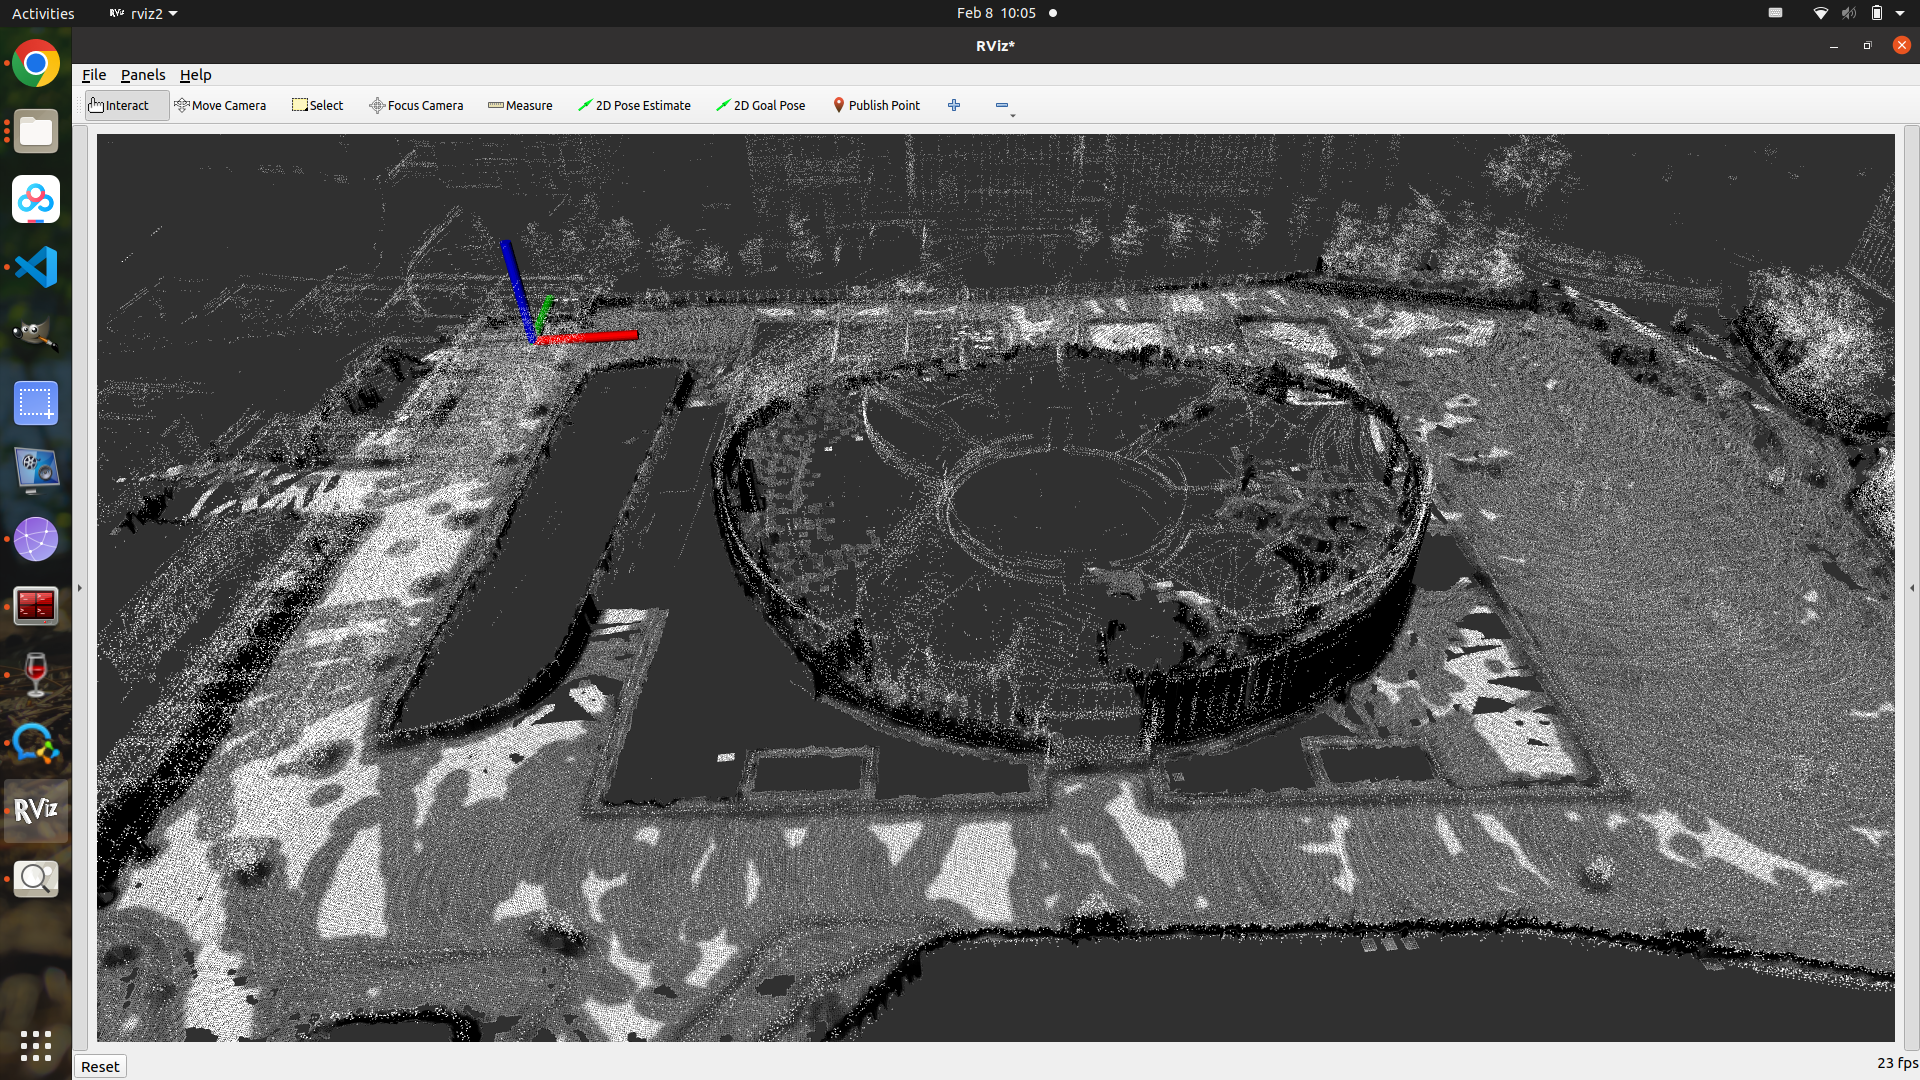 Activities RViz rviz2 Feb 8 10:05
RViz*
File Panels Help
Interact Move Camera Select Focus Camera Measure 2D Pose Estimate 2D Goal Pose Publish Point
RViz
Reset 23 fps